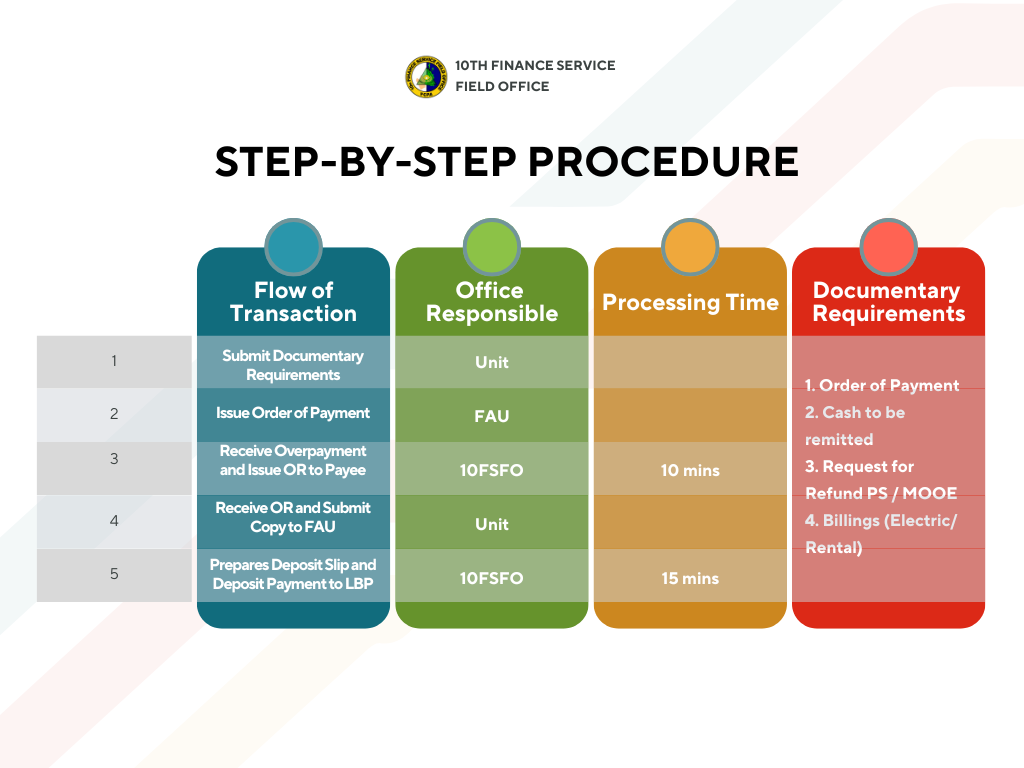 10TH FINANCE SERVICE
FIELD OFFICE
STEP-BY-STEP PROCEDURE
Flow of
Transaction
Office
Responsible
Processing Time
Documentary
Requirements
1
Submit Documentary
Requirements
Unit
2
Issue Order of Payment
FAU
3
Receive Overpayment
and Issue OR to Payee
10FSFO
10 mins
4
Receive OR and Submit
Copy to FAU
Unit
5
Prepares Deposit Slip and
Deposit Payment to LBP
10FSFO
15 mins
1. Order of Payment
2. Cash to be
remitted
3. Request for
Refund PS / MOOE
4. Billings (Electric/
Rental)